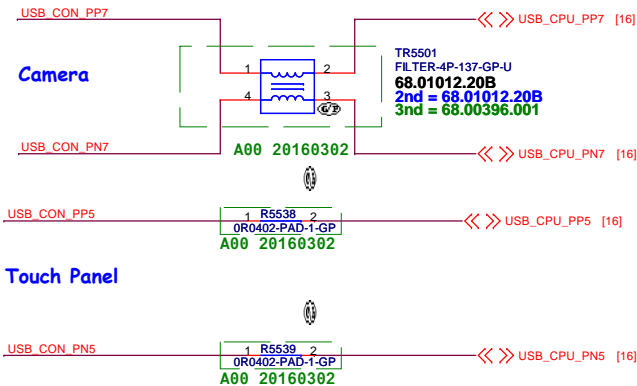 USB_CON_PP7
USB_CPU_PP7 [16]
TR5501
FILTER-4P-137-GP-U
68.01012.20B
2nd = 68.01012.20B
3nd = 68.00396.001
Camera
1 2
4 3
USB_CON_PN7
A00 20160302
USB_CPU_PN7 [16]
USB_CON_PP5
1 R5538 2
0R0402-PAD-1-GP
A00 20160302
USB_CPU_PP5 [16]
Touch Panel
USB_CON_PN5
1 R5539 2
0R0402-PAD-1-GP
A00 20160302
USB_CPU_PN5 [16]